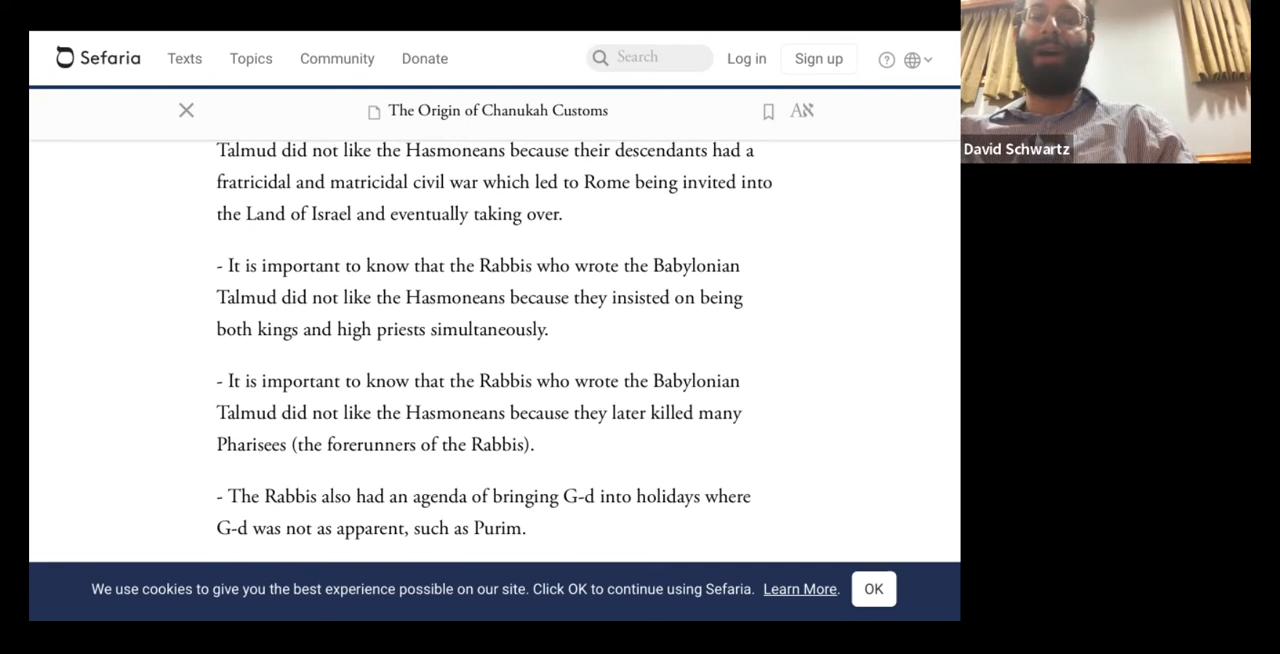 Sefaria Texts Topics Community Donate Search Log in Sign up
The Origin of Chanukah Customs Aא
Talmud did not like the Hasmoneans because their descendants had a
fratricidal and matricidal civil war which led to Rome being invited into
the Land of Israel and eventually taking over.
- It is important to know that the Rabbis who wrote the Babylonian
Talmud did not like the Hasmoneans because they insisted on being
both kings and high priests simultaneously.
- It is important to know that the Rabbis who wrote the Babylonian
Talmud did not like the Hasmoneans because they later killed many
Pharisees (the forerunners of the Rabbis).
- The Rabbis also had an agenda of bringing G-d into holidays where
G-d was not as apparent, such as Purim.
We use cookies to give you the best experience possible on our site. Click OK to continue using Sefaria. Learn More. OK
David Schwartz